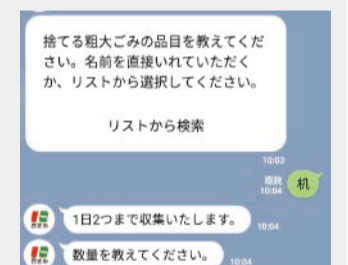 捨てる粗大ごみの品目を教えてくだ
さい。名前を直接いれていただく
か、リストから選択してください。
リストから検索
10:03
既読
10:04
机
1日2つまで収集いたします。
10:04
数量を教えてください。
10:04